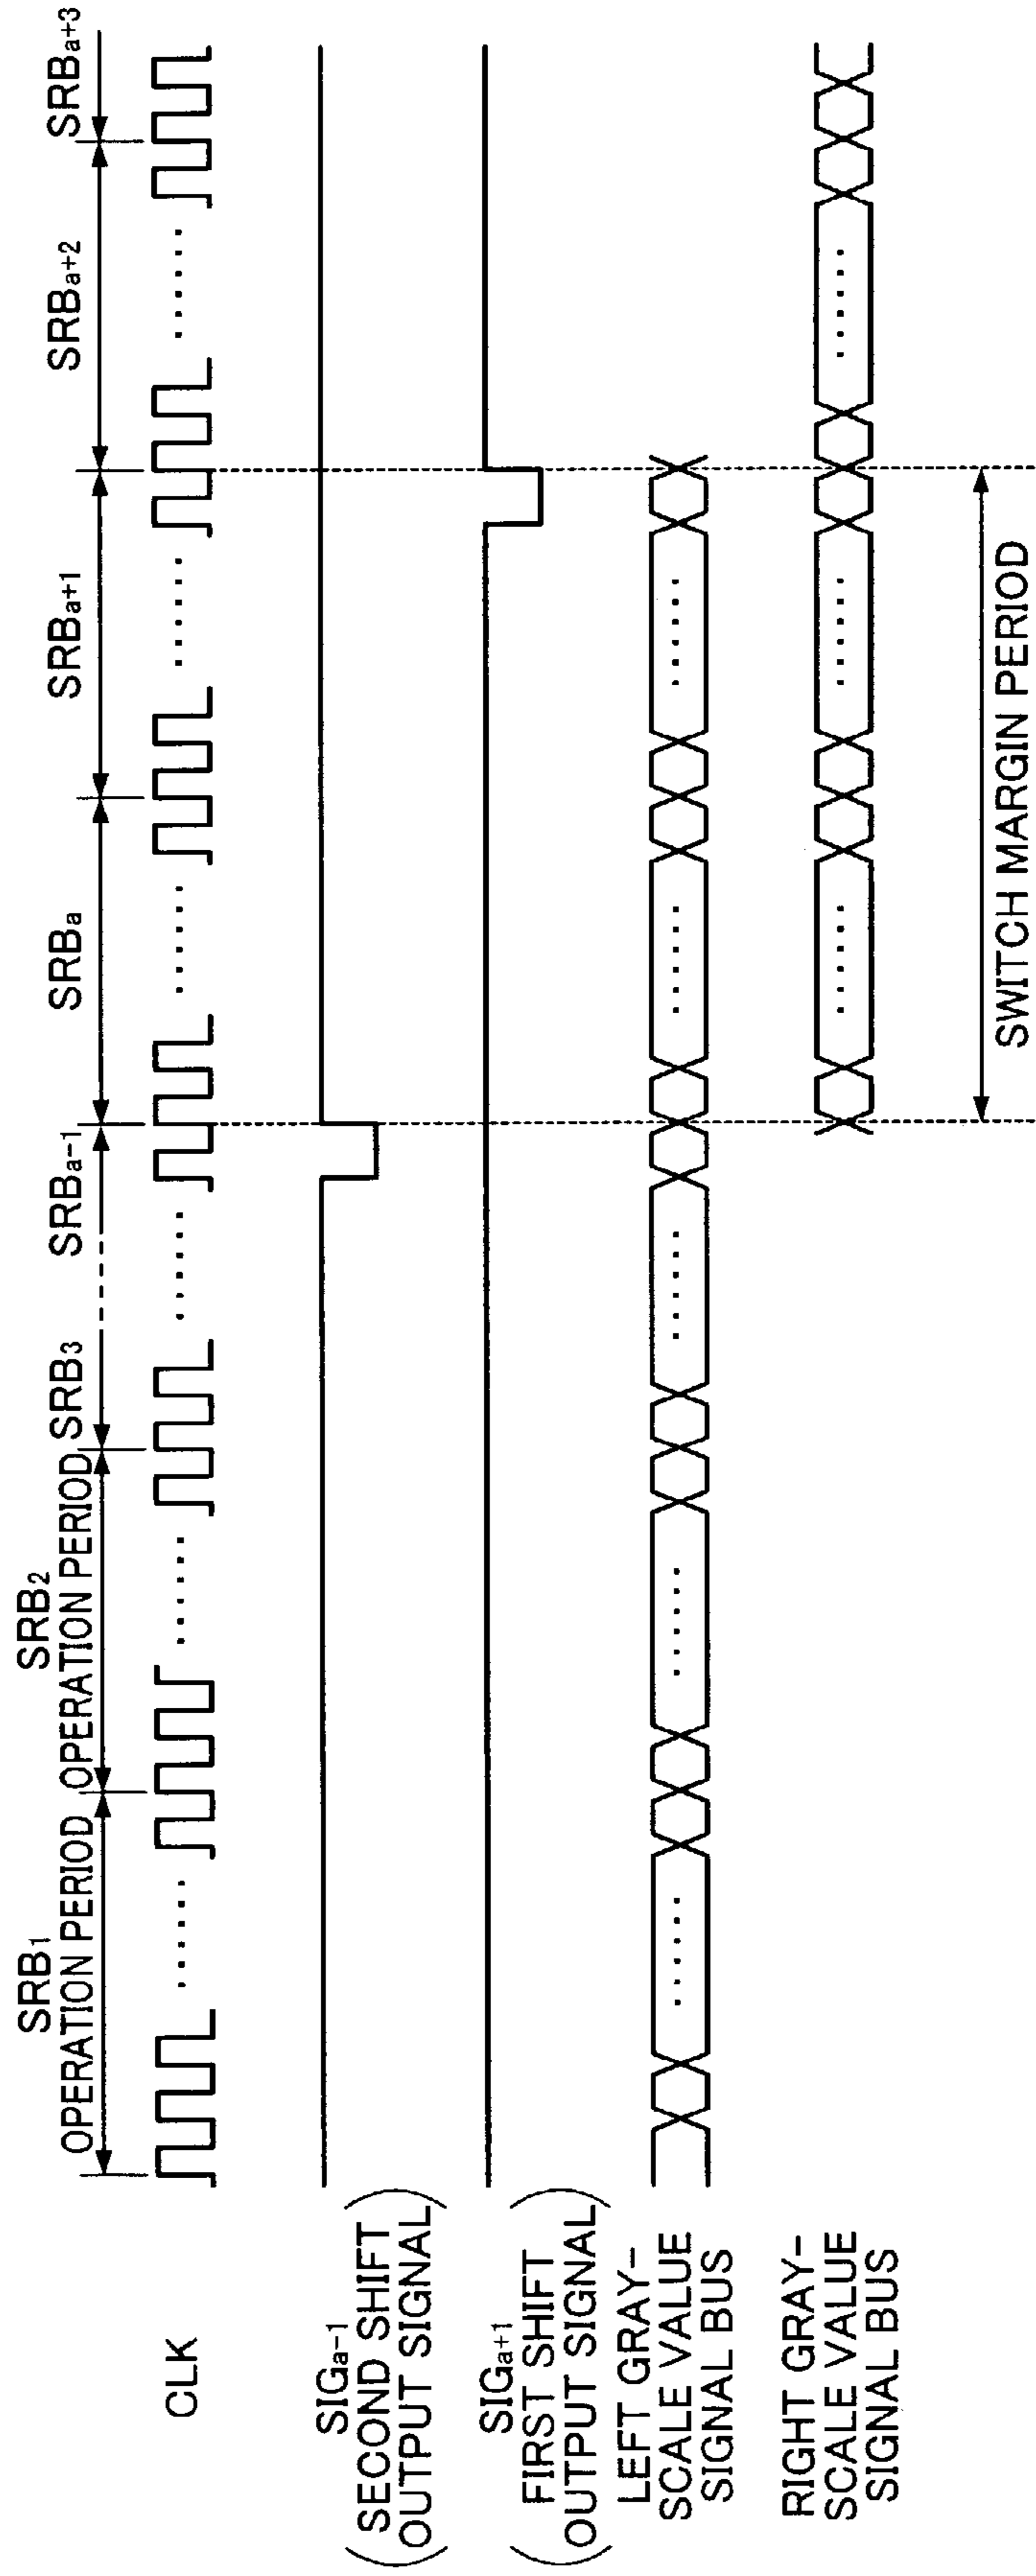 SRB1
OPERATION PERIOD
SRB2
OPERATION PERIOD
SRB3
SRBa-1
SRBa
SRBa+1
SRBa+2
SRBa+3
CLK
SIGa-1
(SECOND SHIFT
OUTPUT SIGNAL)
SIGa+1
(FIRST SHIFT
OUTPUT SIGNAL)
LEFT GRAY-
SCALE VALUE
SIGNAL BUS
RIGHT GRAY-
SCALE VALUE
SIGNAL BUS
SWITCH MARGIN PERIOD